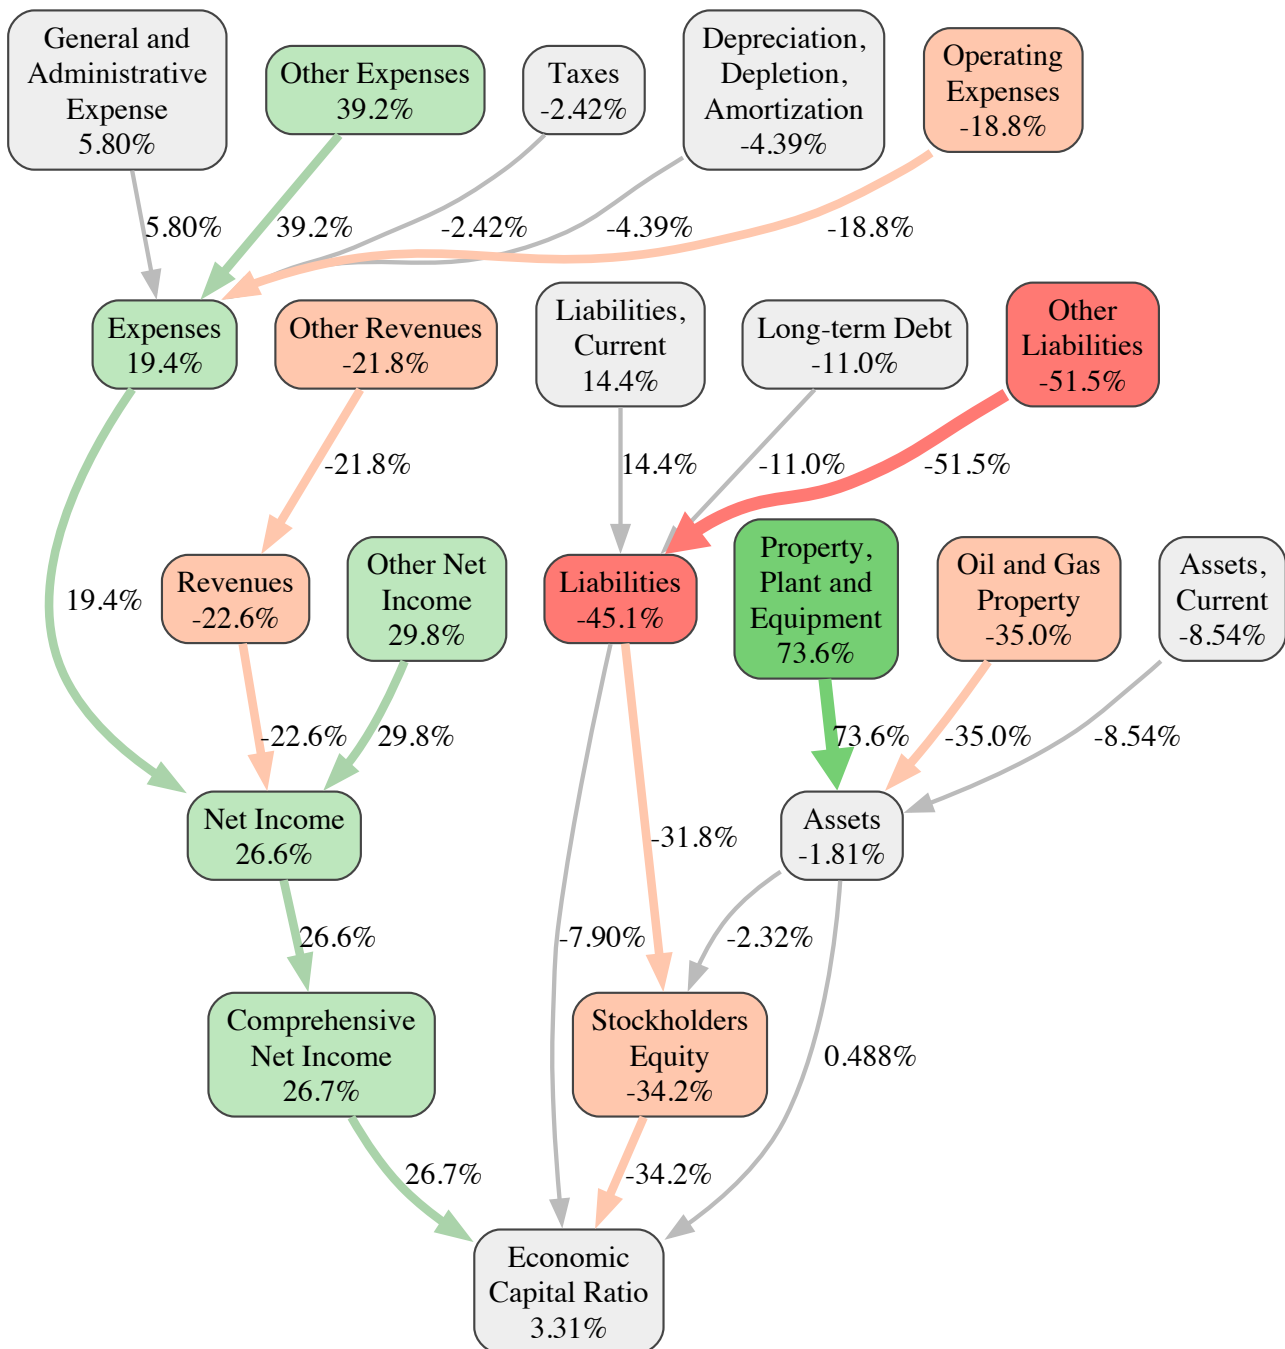 General and
Administrative
Expense
5.80%
Other Expenses
39.2%
Taxes
-2.42%
Depreciation,
Depletion,
Amortization
-4.39%
Operating
Expenses
-18.8%
5.80%
39.2%
-2.42%
-4.39%
-18.8%
Expenses
19.4%
Other Revenues
-21.8%
Liabilities,
Current
14.4%
Long-term Debt
-11.0%
Other
Liabilities
-51.5%
-21.8%
14.4%
-11.0%
-51.5%
19.4%
Revenues
-22.6%
Other Net
Income
29.8%
Liabilities
-45.1%
Property,
Plant and
Equipment
73.6%
Oil and Gas
Property
-35.0%
Assets,
Current
-8.54%
-22.6%
29.8%
73.6%
-35.0%
-8.54%
Net Income
26.6%
-31.8%
Assets
-1.81%
26.6%
-7.90%
-2.32%
Comprehensive
Net Income
26.7%
Stockholders
Equity
-34.2%
0.488%
26.7%
-34.2%
Economic
Capital Ratio
3.31%